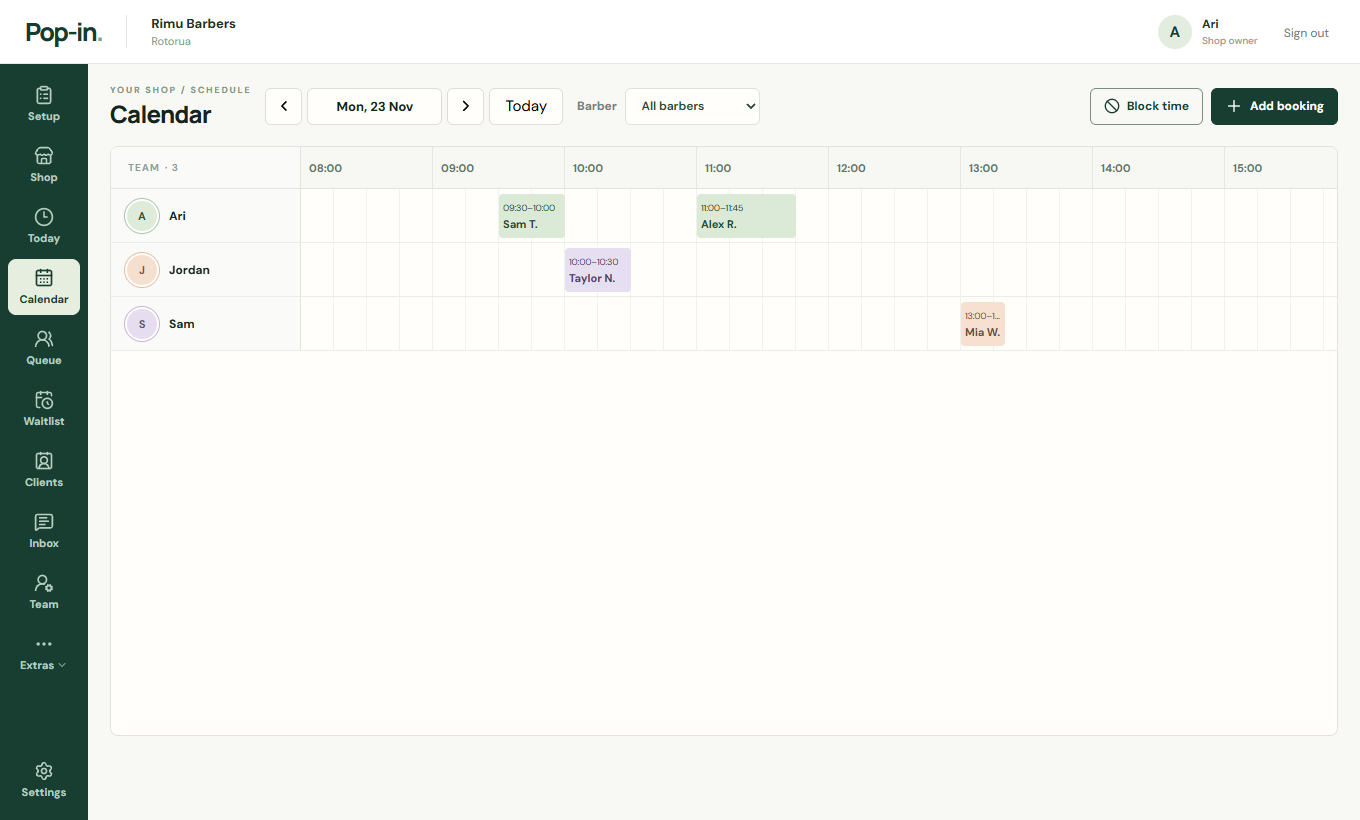 Pop-in.
Rimu Barbers
Rotorua
A
Ari
Shop owner
Sign out
Setup
Shop
Today
Calendar
Queue
Waitlist
Clients
Inbox
Team
Extras
Settings
YOUR SHOP / SCHEDULE
Calendar
Mon, 23 Nov
Today
Barber
All barbers
Block time
Add booking
TEAM · 3
08:00
09:00
10:00
11:00
12:00
13:00
14:00
15:00
A
Ari
09:30–10:00
Sam T.
11:00–11:45
Alex R.
J
Jordan
10:00–10:30
Taylor N.
S
Sam
13:00–1...
Mia W.